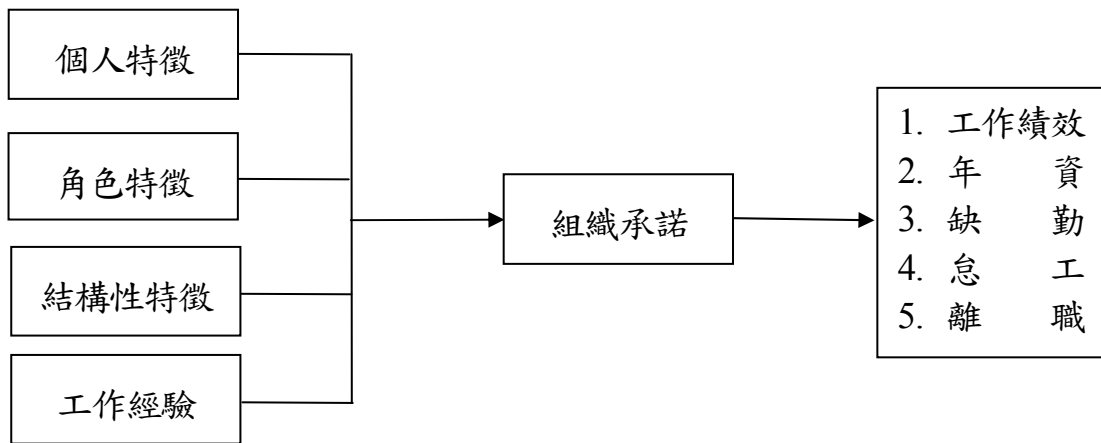 個人特徵
角色特徵
結構性特徵
工作經驗
組織承諾
1. 工作績效
2. 年 資
3. 缺 勤
4. 怠 工
5. 離 職